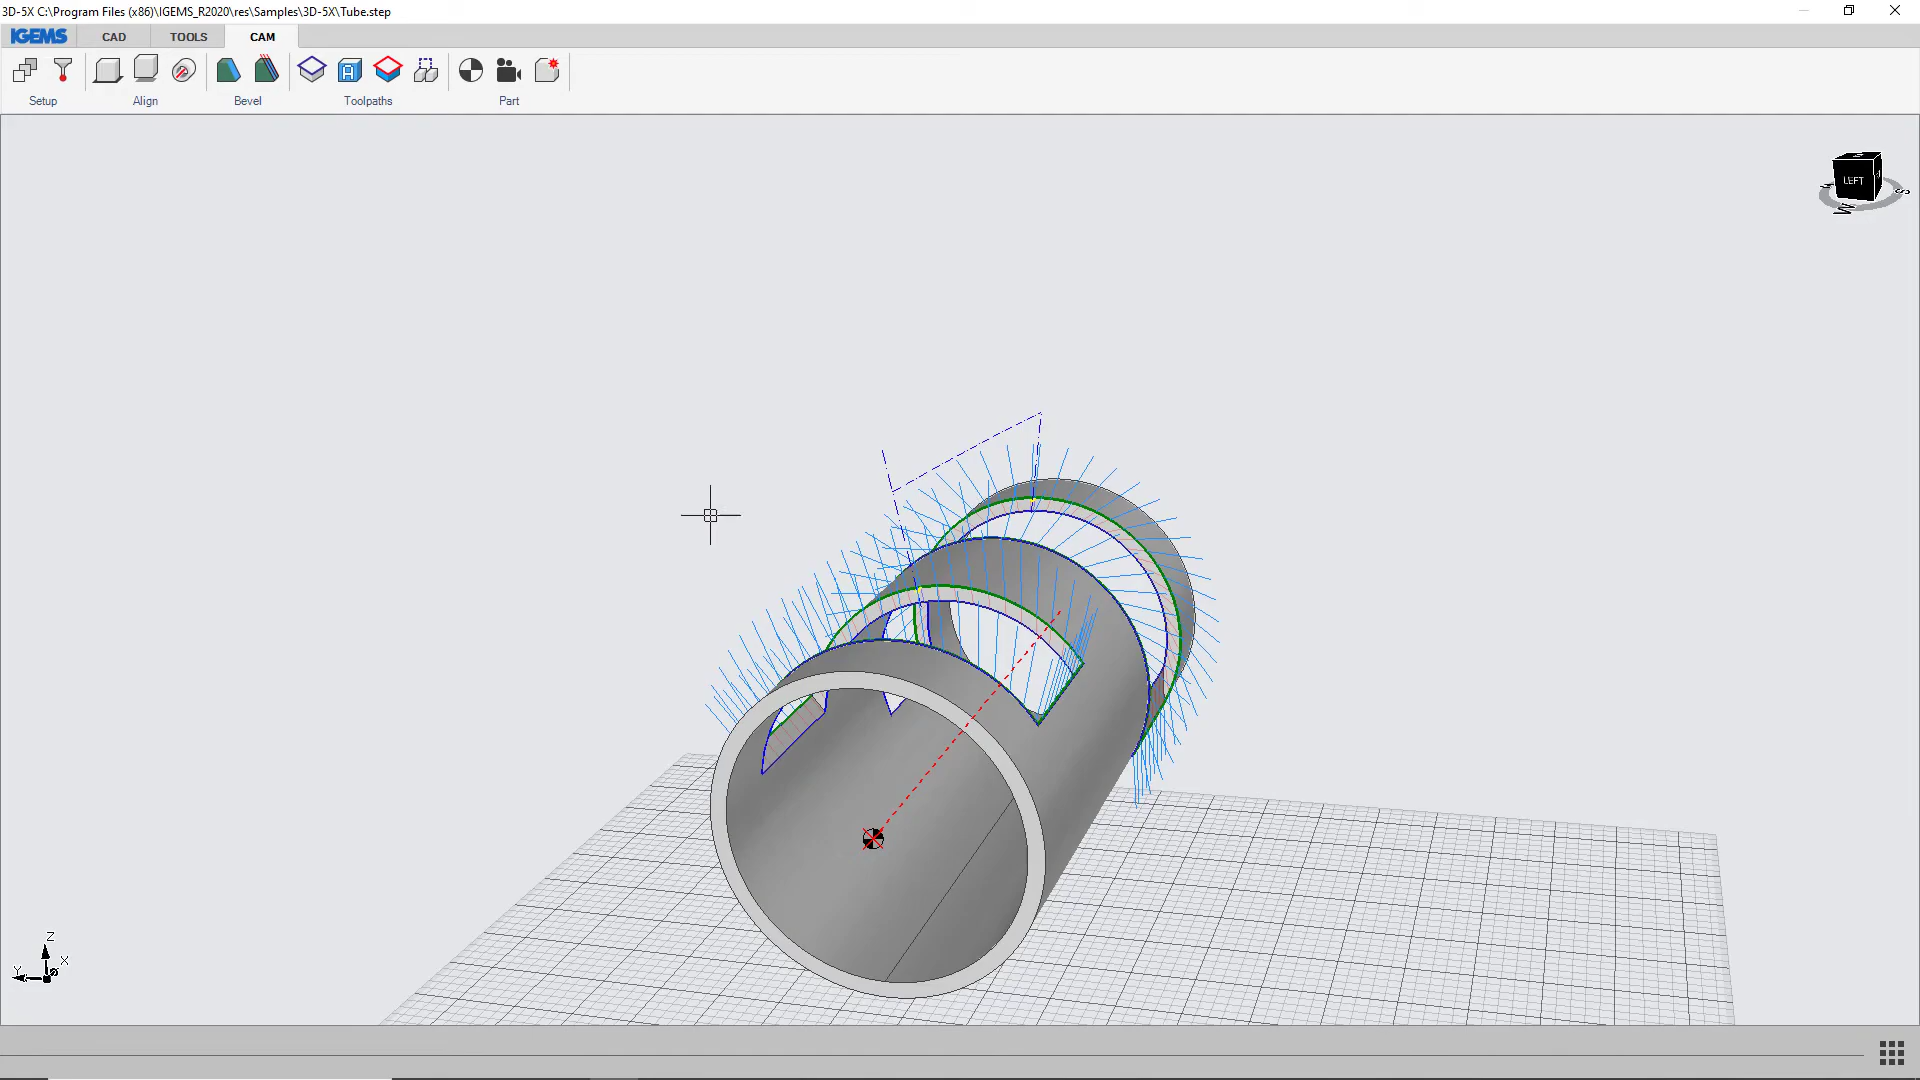 3D-5X C:\Program Files (x86)\IGEMS_R2020\res\Samples\3D-5X\Tube.step
IGEMS CAD TOOLS CAM
Setup Align Bevel Toolpaths Part
LEFT
W
S
Z
X
Y